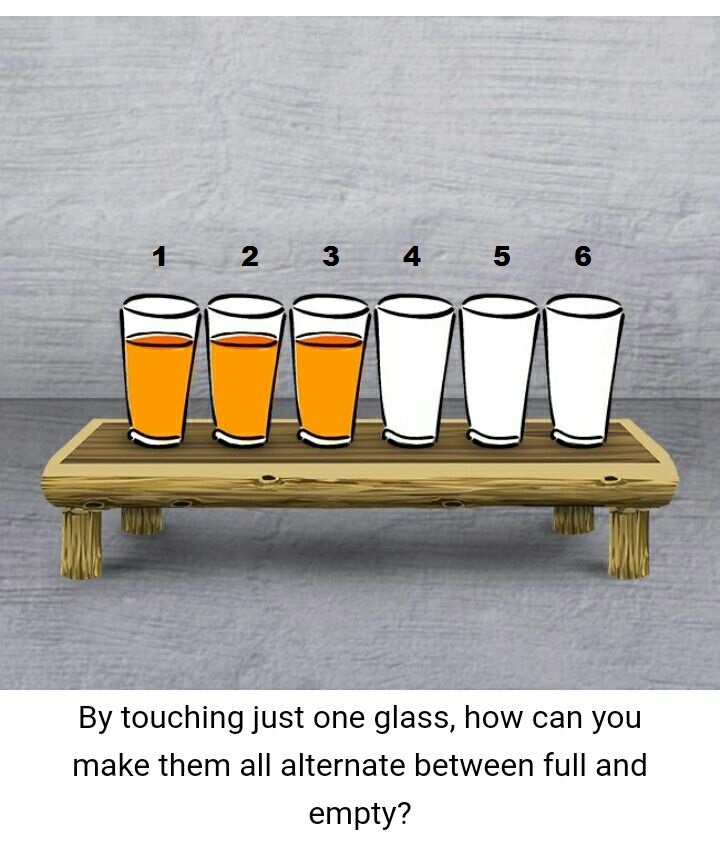 1 2 3 4 5 6
By touching just one glass, how can you
make them all alternate between full and
empty?